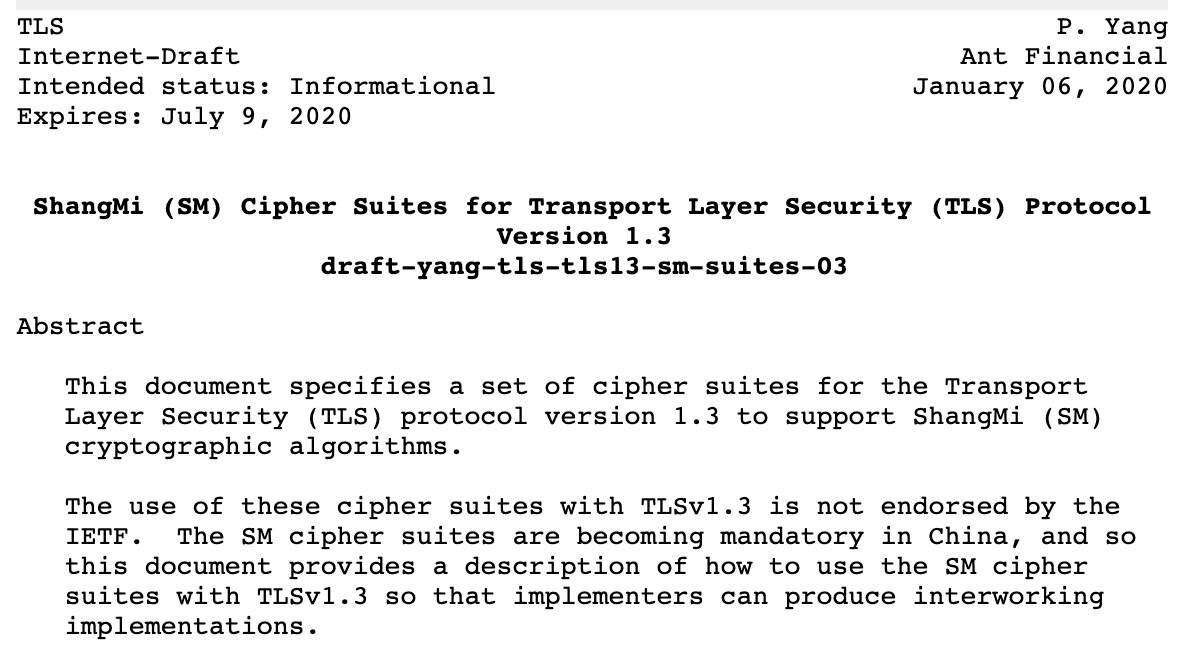 TLS P. Yang
Internet-Draft Ant Financial
Intended status: Informational January 06, 2020
Expires: July 9, 2020
ShangMi (SM) Cipher Suites for Transport Layer Security (TLS) Protocol
Version 1.3
draft-yang-tls-tls13-sm-suites-03
Abstract
This document specifies a set of cipher suites for the Transport
Layer Security (TLS) protocol version 1.3 to support ShangMi (SM)
cryptographic algorithms.
The use of these cipher suites with TLSv1.3 is not endorsed by the
IETF.  The SM cipher suites are becoming mandatory in China, and so
this document provides a description of how to use the SM cipher
suites with TLSv1.3 so that implementers can produce interworking
implementations.